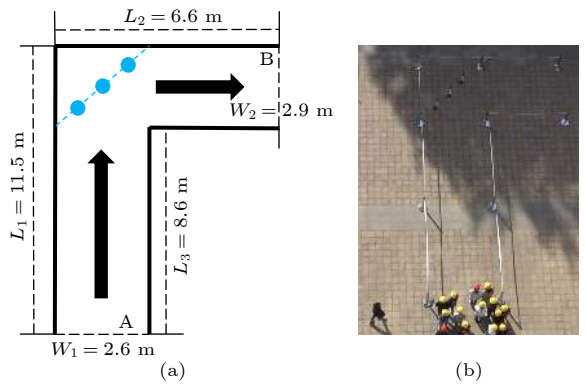 L₂ = 6.6 m
B
W₂ = 2.9 m
L₁ = 11.5 m
L₃ = 8.6 m
A
W₁ = 2.6 m
(a)
(b)